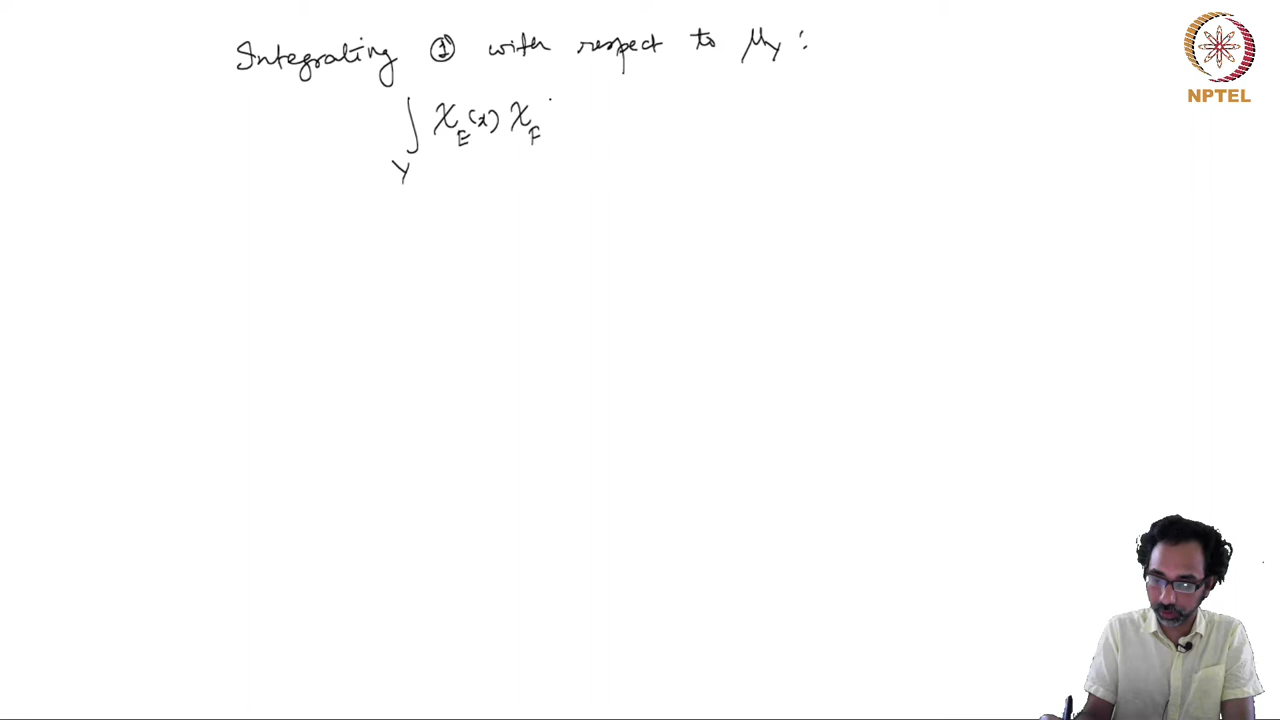 Integrating ① with respect to μ_Y :
∫_Y χ_E(x) χ_F
NPTEL